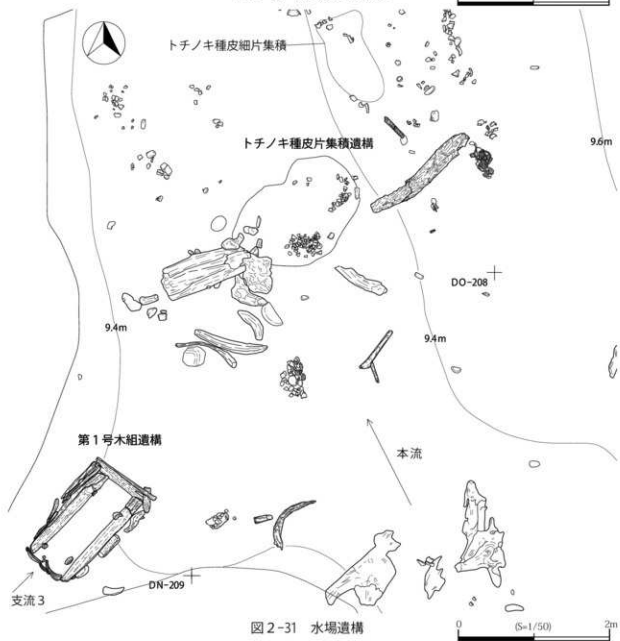 トチノキ種皮細片集積
トチノキ種皮片集積遺構
9.6m
DO-208
9.4m
9.4m
第1号木組遺構
本流
支流3
DN-209
図2-31 水場遺構
0 (S=1/50) 2m